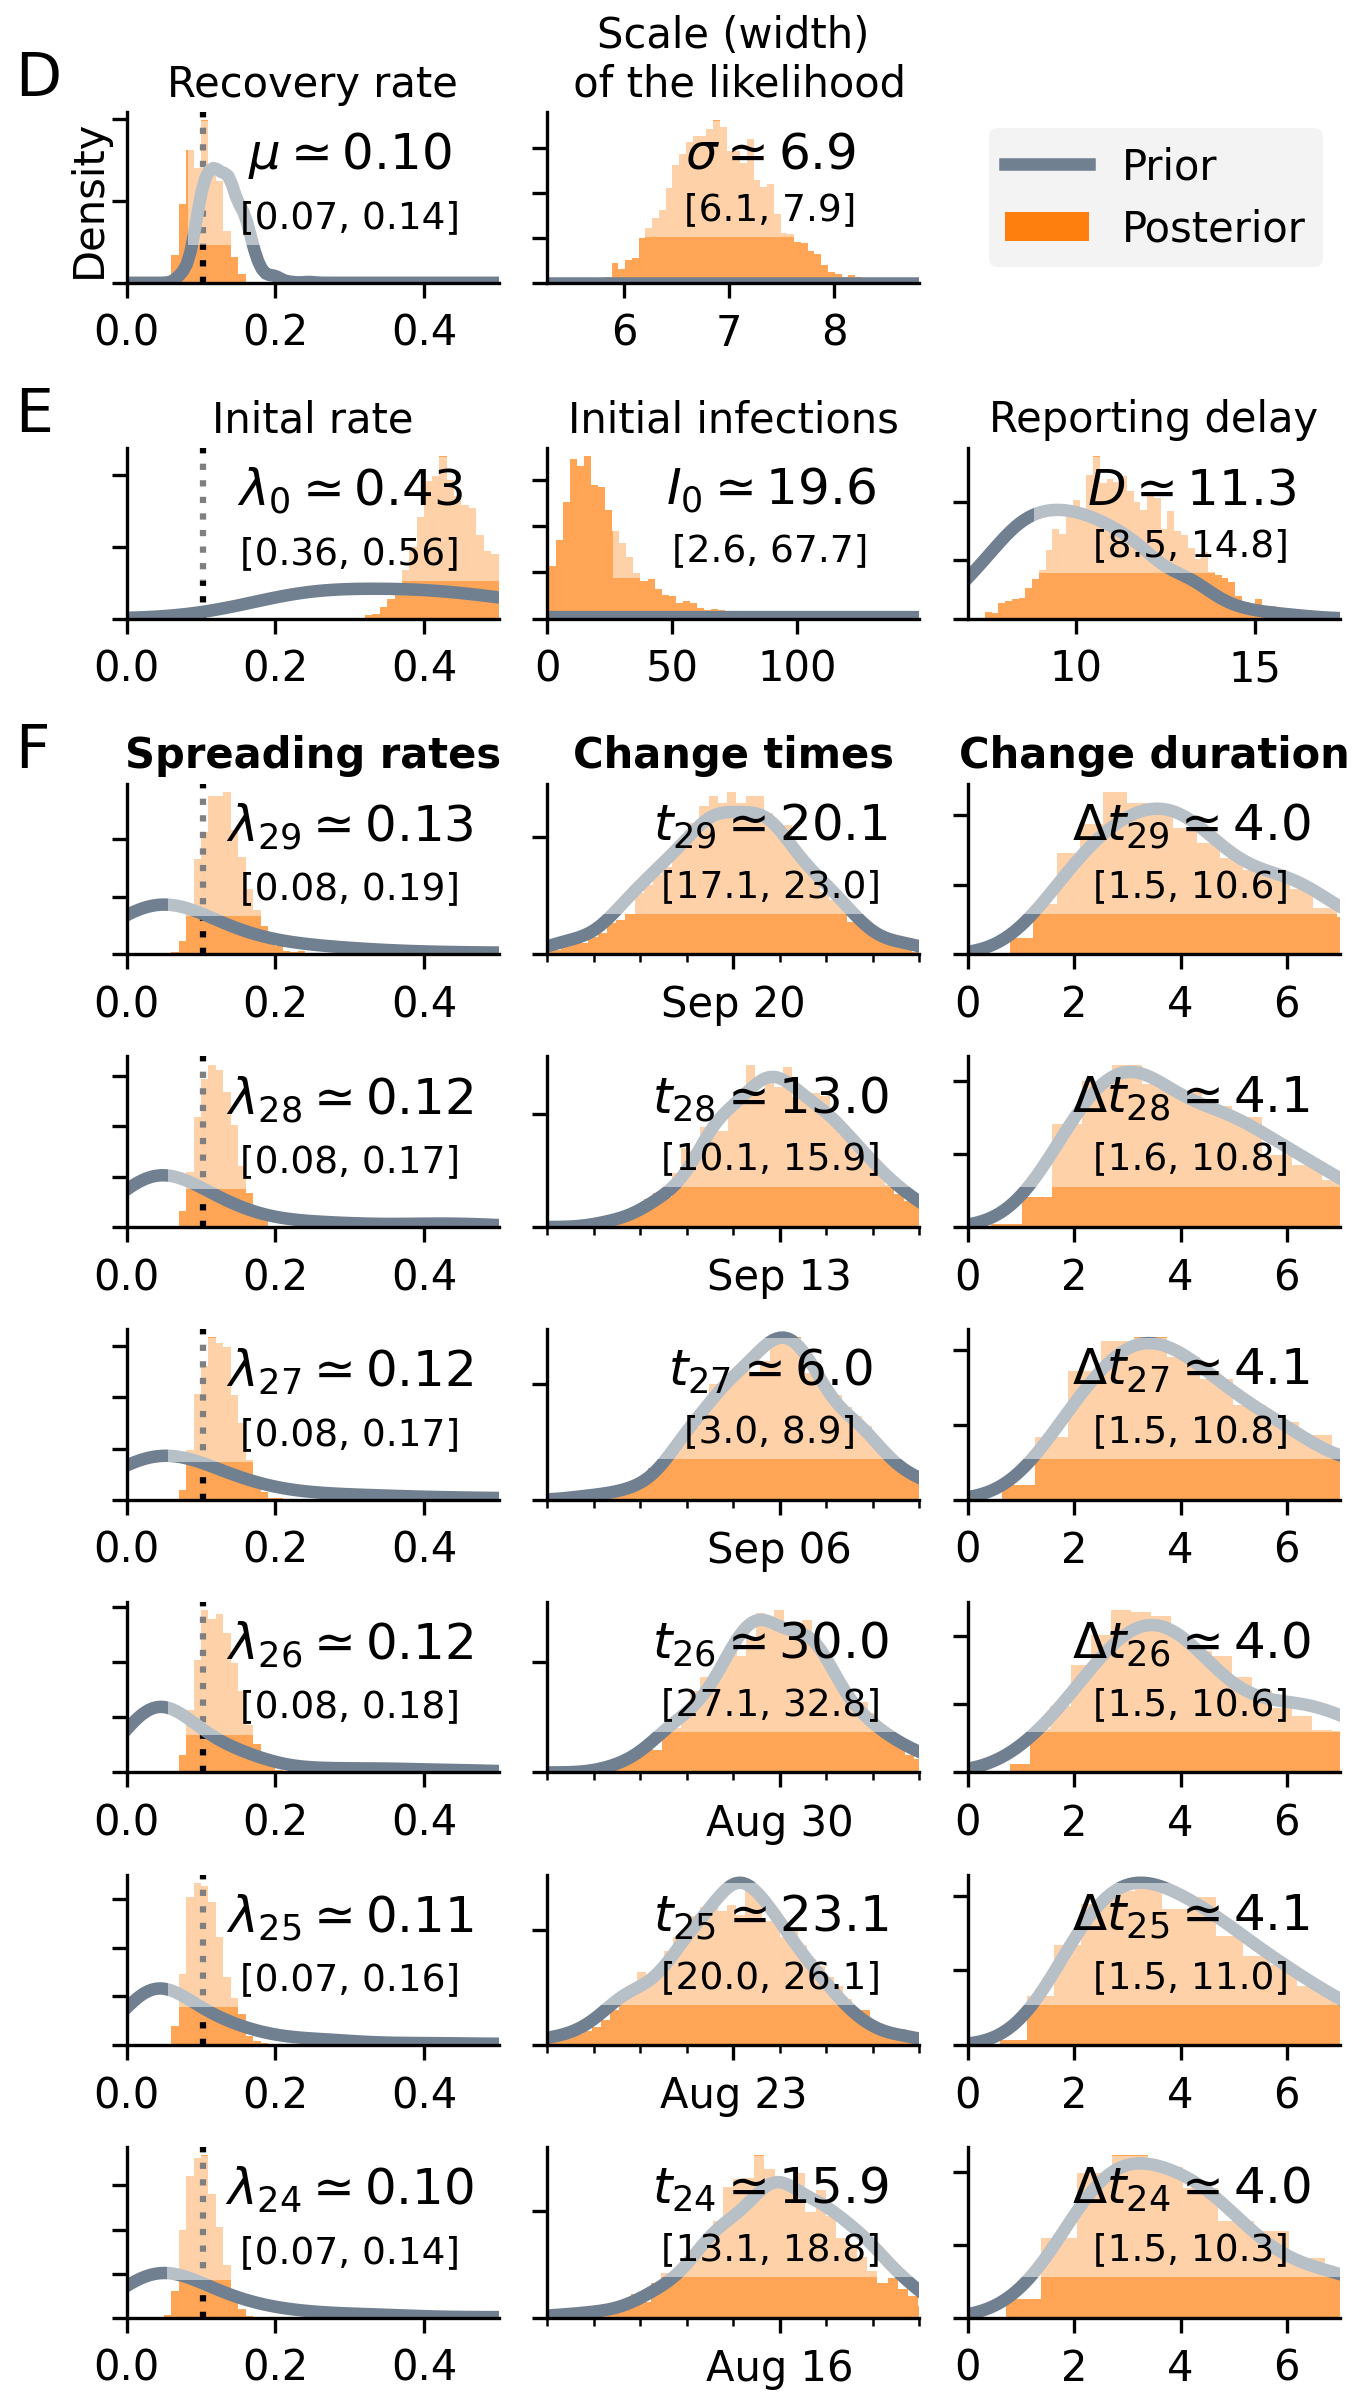 D
Recovery rate
Scale (width)
of the likelihood
Density
μ ≃ 0.10
[0.07, 0.14]
σ ≃ 6.9
[6.1, 7.9]
Prior
Posterior
0.0 0.2 0.4
6 7 8
E
Inital rate
Initial infections
Reporting delay
λ₀ ≃ 0.43
[0.36, 0.56]
I₀ ≃ 19.6
[2.6, 67.7]
D ≃ 11.3
[8.5, 14.8]
0.0 0.2 0.4
0 50 100
10 15
F
Spreading rates
Change times
Change duration
λ₂₉ ≃ 0.13
[0.08, 0.19]
t₂₉ ≃ 20.1
[17.1, 23.0]
Δt₂₉ ≃ 4.0
[1.5, 10.6]
0.0 0.2 0.4
Sep 20
0 2 4 6
λ₂₈ ≃ 0.12
[0.08, 0.17]
t₂₈ ≃ 13.0
[10.1, 15.9]
Δt₂₈ ≃ 4.1
[1.6, 10.8]
0.0 0.2 0.4
Sep 13
0 2 4 6
λ₂₇ ≃ 0.12
[0.08, 0.17]
t₂₇ ≃ 6.0
[3.0, 8.9]
Δt₂₇ ≃ 4.1
[1.5, 10.8]
0.0 0.2 0.4
Sep 06
0 2 4 6
λ₂₆ ≃ 0.12
[0.08, 0.18]
t₂₆ ≃ 30.0
[27.1, 32.8]
Δt₂₆ ≃ 4.0
[1.5, 10.6]
0.0 0.2 0.4
Aug 30
0 2 4 6
λ₂₅ ≃ 0.11
[0.07, 0.16]
t₂₅ ≃ 23.1
[20.0, 26.1]
Δt₂₅ ≃ 4.1
[1.5, 11.0]
0.0 0.2 0.4
Aug 23
0 2 4 6
λ₂₄ ≃ 0.10
[0.07, 0.14]
t₂₄ ≃ 15.9
[13.1, 18.8]
Δt₂₄ ≃ 4.0
[1.5, 10.3]
0.0 0.2 0.4
Aug 16
0 2 4 6